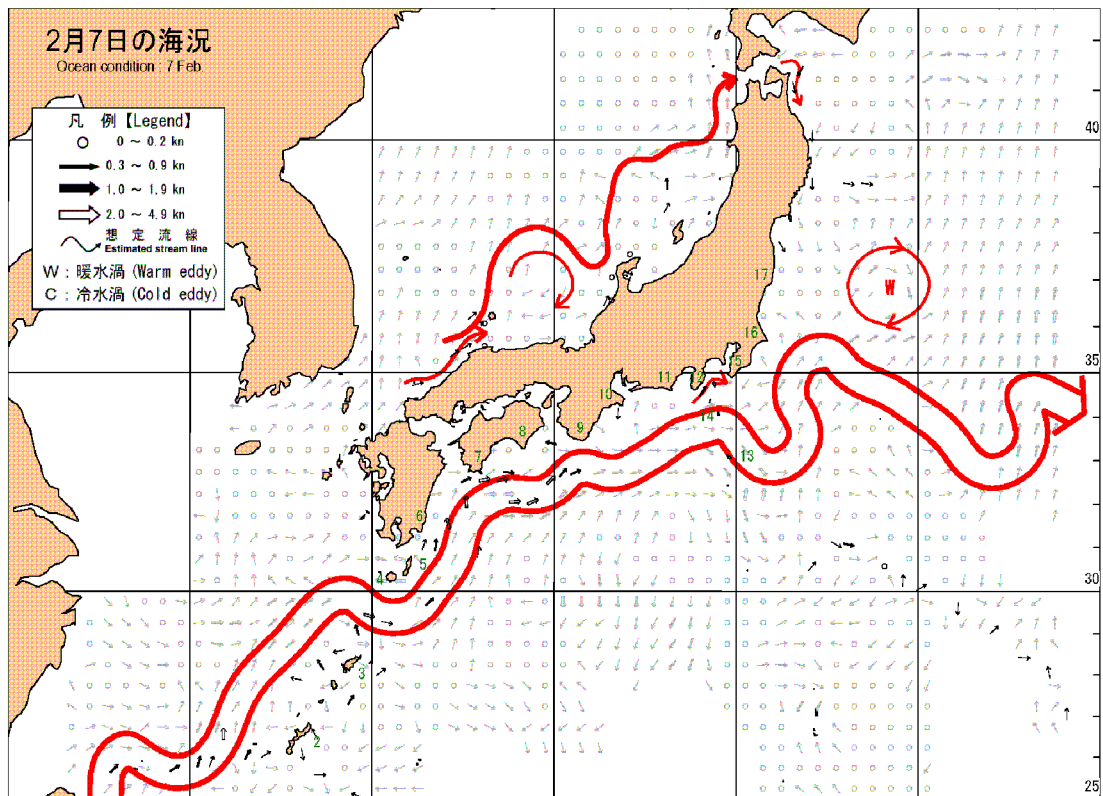 2月7日の海況
Ocean condition : 7 Feb.
凡 例【Legend】
0 ～ 0.2 kn
0.3 ～ 0.9 kn
1.0 ～ 1.9 kn
2.0 ～ 4.9 kn
想 定 流 線
Estimated stream line
W : 暖水渦 (Warm eddy)
C : 冷水渦 (Cold eddy)
40
1
17
W
16
35
15
12
11
10
14
9
8
7
13
6
5
4
30
3
2
25